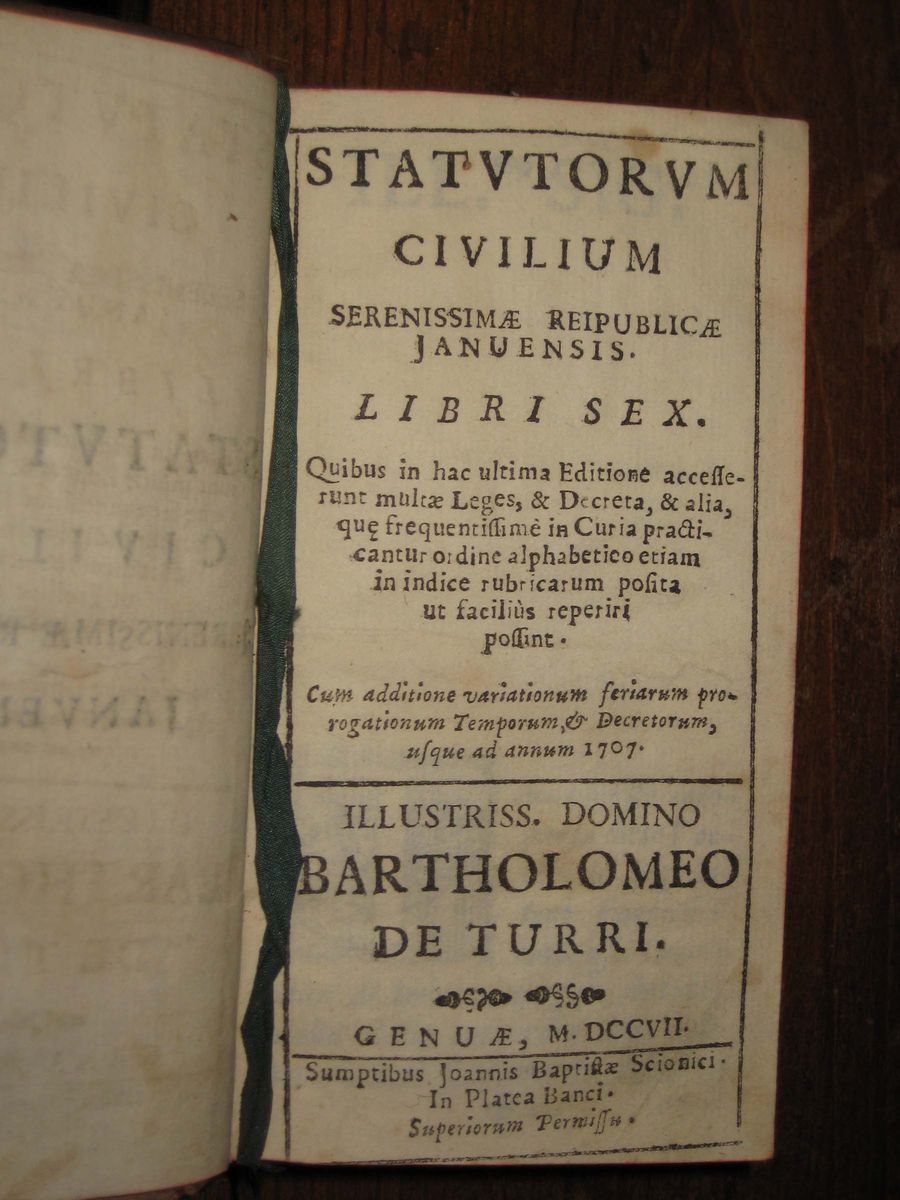 STATVTORVM
CIVILIUM
SERENISSIMÆ REIPUBLICÆ
JANUENSIS.
LIBRI SEX.
Quibus in hac ultima Editione accesse-
runt multæ Leges, & Decreta, & alia,
quę frequentissimè in Curia practi-
cantur ordine alphabetico etiam
in indice rubricarum posita
ut faciliùs reperiri
possint.
Cum additione variationum feriarum pro-
rogationum Temporum, & Decretorum,
usque ad annum 1707.
ILLUSTRISS. DOMINO
BARTHOLOMEO
DE TURRI.
GENUÆ, M. DCCVII.
Sumptibus Joannis Baptistæ Scionici.
In Platea Banci.
Superiorum Permissu.